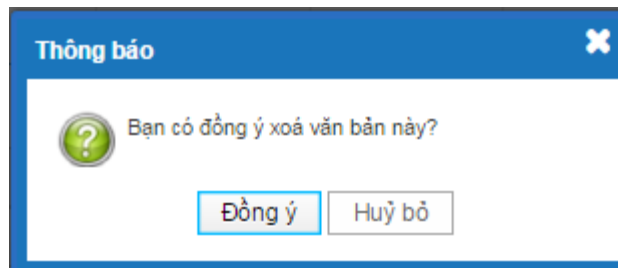 Thông báo
Bạn có đồng ý xoá văn bản này?
Đồng ý
Huỷ bỏ